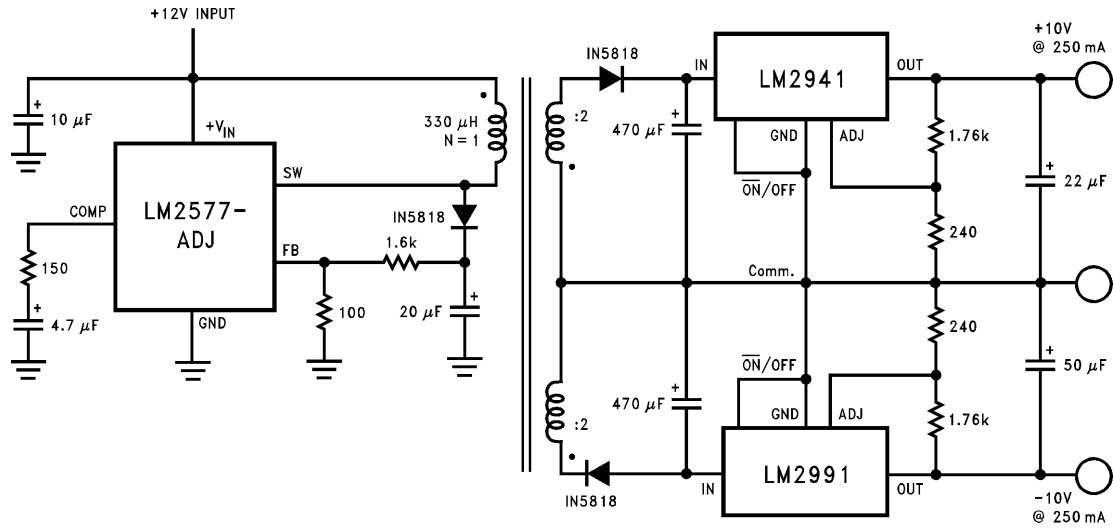 +12V INPUT
10 μF
+VIN
330 μH
N=1
SW
COMP
LM2577-
ADJ
IN5818
FB
1.6k
150
100
20 μF
4.7 μF
GND
IN5818
:2
470 μF
IN
LM2941
OUT
GND
ADJ
ON/OFF
+10V
@ 250 mA
1.76k
22 μF
240
Comm.
240
ON/OFF
50 μF
470 μF
:2
GND
ADJ
1.76k
IN5818
IN
LM2991
OUT
-10V
@ 250 mA